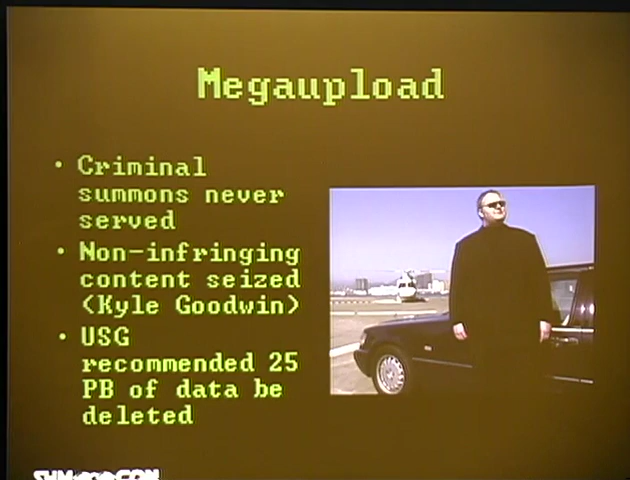 Megaupload
• Criminal
summons never
served
• Non-infringing
content seized
(Kyle Goodwin)
• USG
recommended 25
PB of data be
deleted